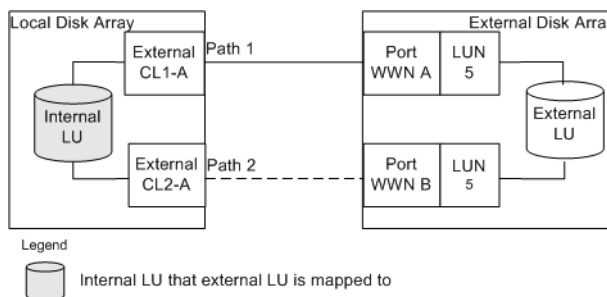 Local Disk Array
External Disk Arra
External
CL1-A
Path 1
Port
WWN A
LUN
5
Internal
LU
External
LU
External
CL2-A
Path 2
Port
WWN B
LUN
5
Legend
Internal LU that external LU is mapped to